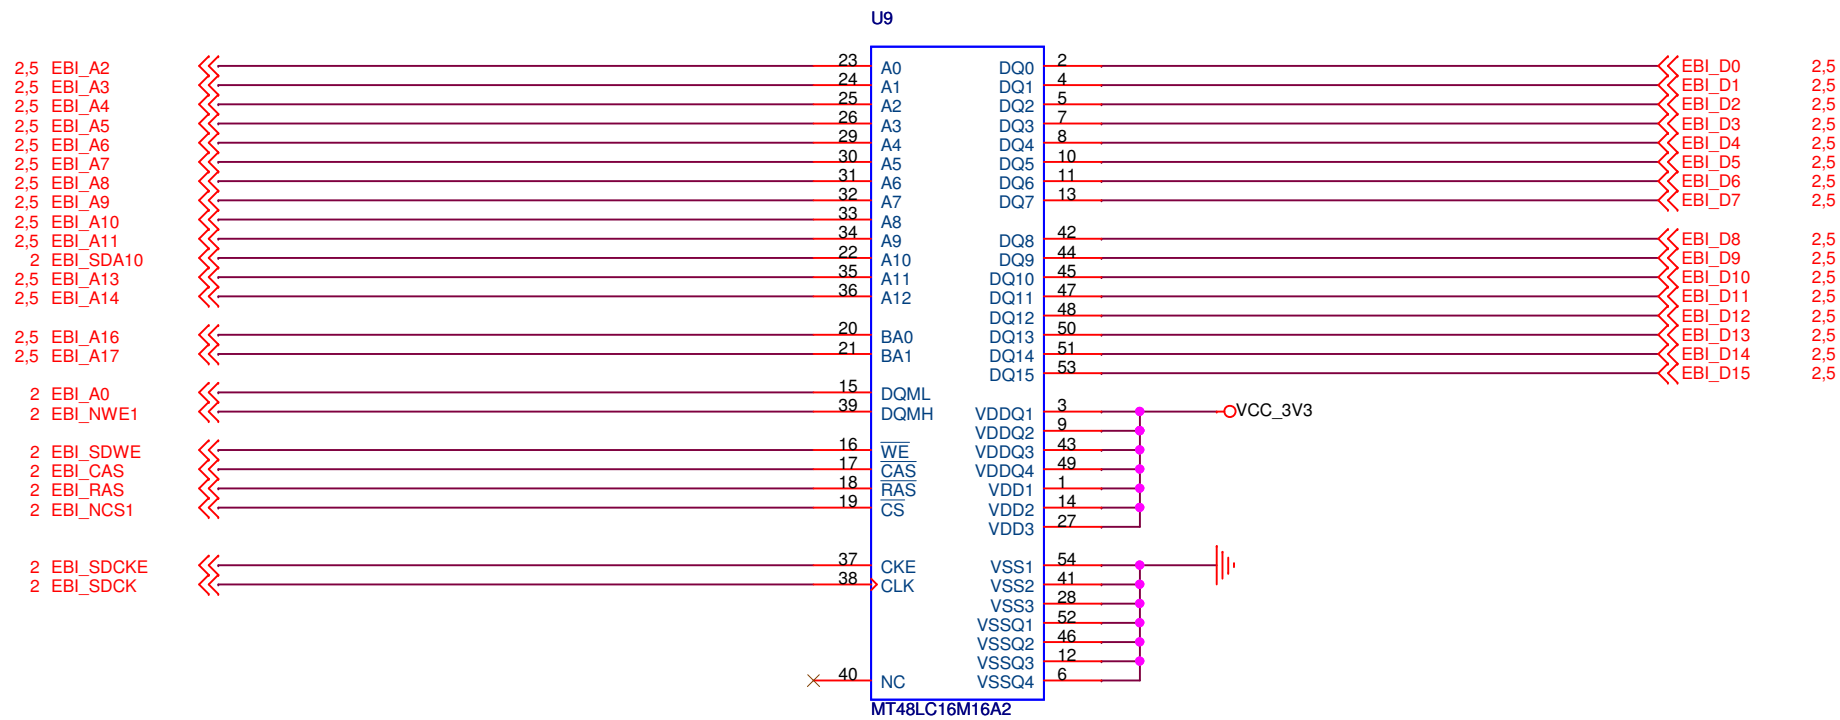 U9
2,5 EBI_A2 23 A0 DQ0 2 EBI_D0 2,5
2,5 EBI_A3 24 A1 DQ1 4 EBI_D1 2,5
2,5 EBI_A4 25 A2 DQ2 5 EBI_D2 2,5
2,5 EBI_A5 26 A3 DQ3 7 EBI_D3 2,5
2,5 EBI_A6 29 A4 DQ4 8 EBI_D4 2,5
2,5 EBI_A7 30 A5 DQ5 10 EBI_D5 2,5
2,5 EBI_A8 31 A6 DQ6 11 EBI_D6 2,5
2,5 EBI_A9 32 A7 DQ7 13 EBI_D7 2,5
2,5 EBI_A10 33 A8
2,5 EBI_A11 34 A9 DQ8 42 EBI_D8 2,5
2 EBI_SDA10 22 A10 DQ9 44 EBI_D9 2,5
2,5 EBI_A13 35 A11 DQ10 45 EBI_D10 2,5
2,5 EBI_A14 36 A12 DQ11 47 EBI_D11 2,5
DQ12 48 EBI_D12 2,5
2,5 EBI_A16 20 BA0 DQ13 50 EBI_D13 2,5
2,5 EBI_A17 21 BA1 DQ14 51 EBI_D14 2,5
DQ15 53 EBI_D15 2,5
2 EBI_A0 15 DQML
2 EBI_NWE1 39 DQMH VDDQ1 3 VCC_3V3
VDDQ2 9
2 EBI_SDWE 16 WE VDDQ3 43
2 EBI_CAS 17 CAS VDDQ4 49
2 EBI_RAS 18 RAS VDD1 1
2 EBI_NCS1 19 CS VDD2 14
VDD3 27
2 EBI_SDCKE 37 CKE VSS1 54
2 EBI_SDCK 38 CLK VSS2 41
VSS3 28
VSSQ1 52
VSSQ2 46
VSSQ3 12
40 NC VSSQ4 6
MT48LC16M16A2